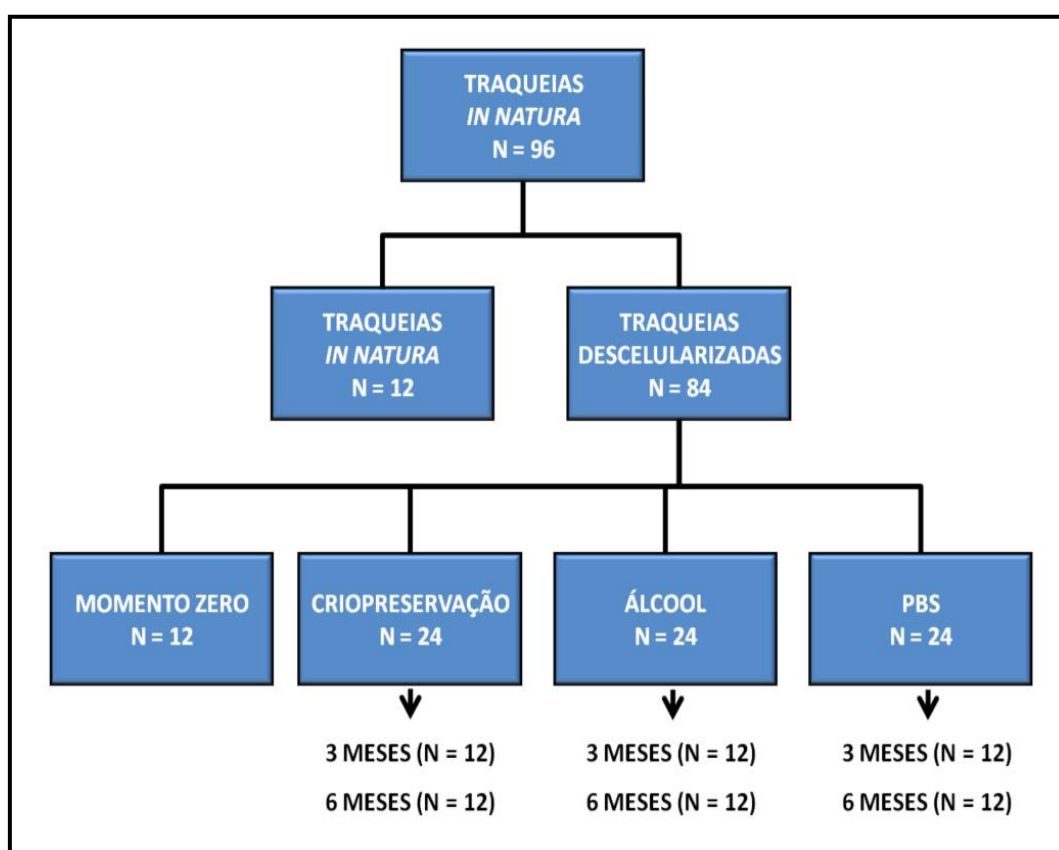 TRAQUEIAS
IN NATURA
N = 96
TRAQUEIAS
IN NATURA
N = 12
TRAQUEIAS
DESCELULARIZADAS
N = 84
MOMENTO ZERO
N = 12
CRIOPRESERVAÇÃO
N = 24
ÁLCOOL
N = 24
PBS
N = 24
3 MESES (N = 12)
6 MESES (N = 12)
3 MESES (N = 12)
6 MESES (N = 12)
3 MESES (N = 12)
6 MESES (N = 12)